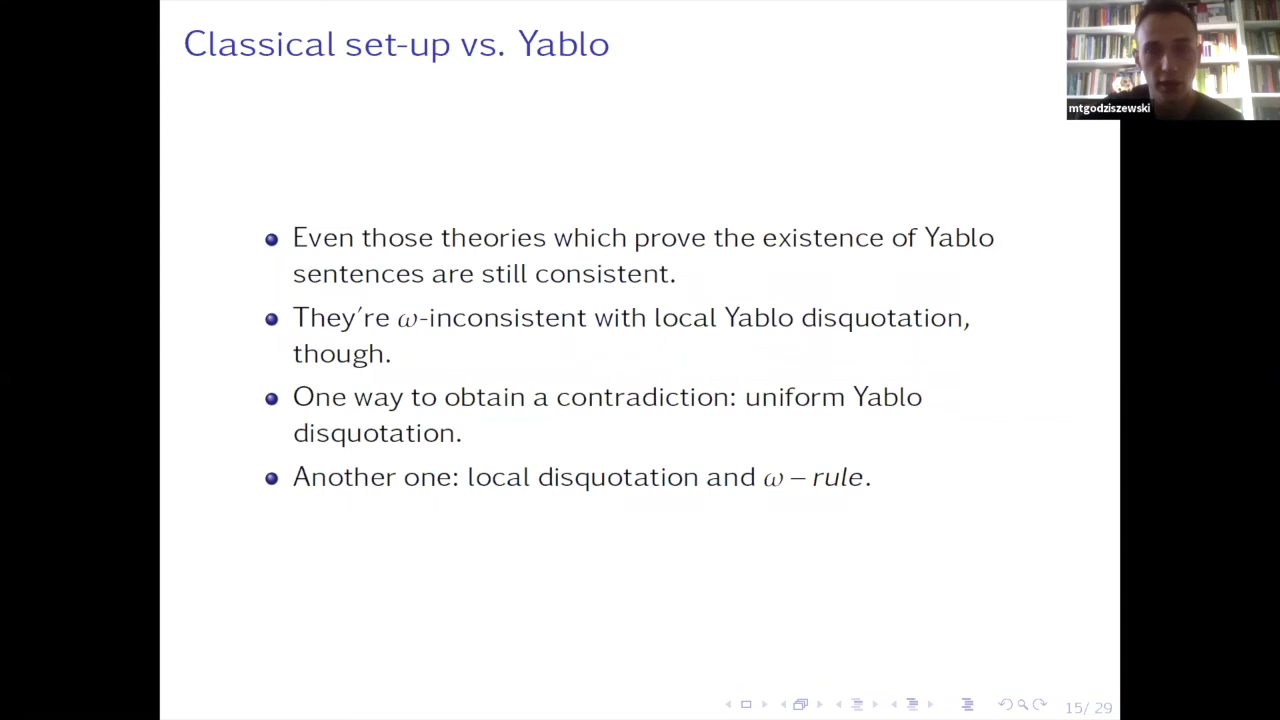 Classical set-up vs. Yablo
mtgodziszewski
Even those theories which prove the existence of Yablo
sentences are still consistent.
They're ω-inconsistent with local Yablo disquotation,
though.
One way to obtain a contradiction: uniform Yablo
disquotation.
Another one: local disquotation and ω – rule.
15/ 29